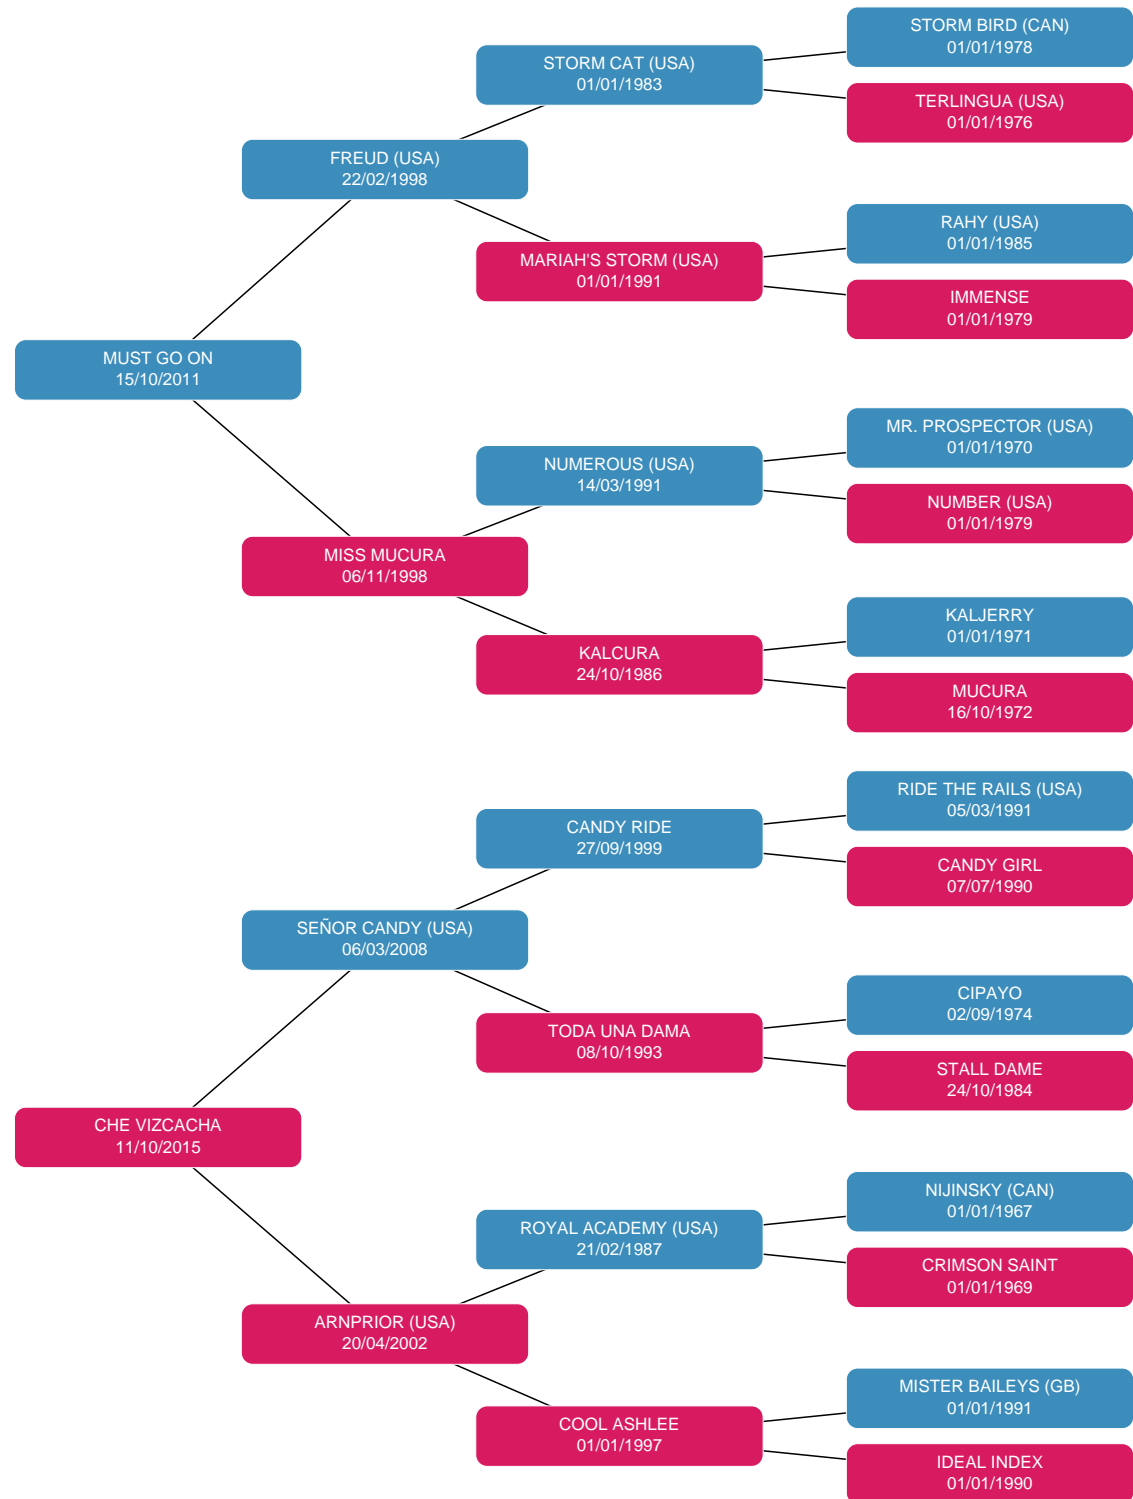 STORM BIRD (CAN)
01/01/1978
STORM CAT (USA)
01/01/1983
TERLINGUA (USA)
01/01/1976
FREUD (USA)
22/02/1998
RAHY (USA)
01/01/1985
MARIAH'S STORM (USA)
01/01/1991
IMMENSE
01/01/1979
MUST GO ON
15/10/2011
MR. PROSPECTOR (USA)
01/01/1970
NUMEROUS (USA)
14/03/1991
NUMBER (USA)
01/01/1979
MISS MUCURA
06/11/1998
KALJERRY
01/01/1971
KALCURA
24/10/1986
MUCURA
16/10/1972
RIDE THE RAILS (USA)
05/03/1991
CANDY RIDE
27/09/1999
CANDY GIRL
07/07/1990
SEÑOR CANDY (USA)
06/03/2008
CIPAYO
02/09/1974
TODA UNA DAMA
08/10/1993
STALL DAME
24/10/1984
CHE VIZCACHA
11/10/2015
NIJINSKY (CAN)
01/01/1967
ROYAL ACADEMY (USA)
21/02/1987
CRIMSON SAINT
01/01/1969
ARNPRIOR (USA)
20/04/2002
MISTER BAILEYS (GB)
01/01/1991
COOL ASHLEE
01/01/1997
IDEAL INDEX
01/01/1990